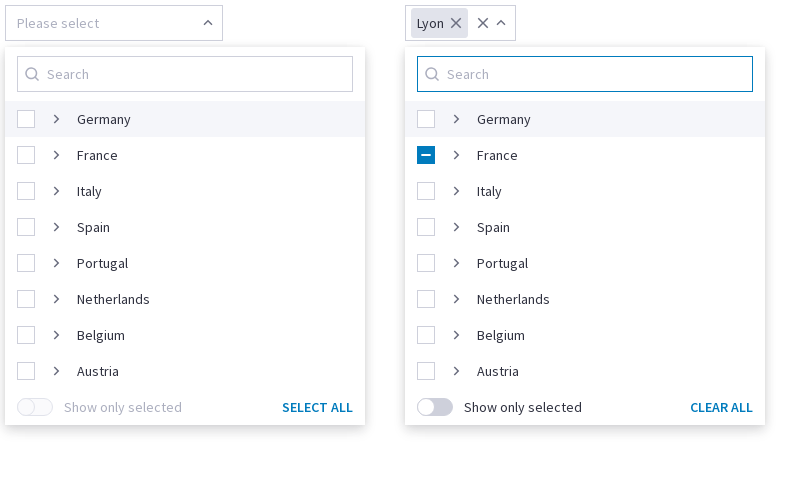 Please select
Search
Germany
France
Italy
Spain
Portugal
Netherlands
Belgium
Austria
Show only selected
SELECT ALL
Lyon
Search
Germany
France
Italy
Spain
Portugal
Netherlands
Belgium
Austria
Show only selected
CLEAR ALL